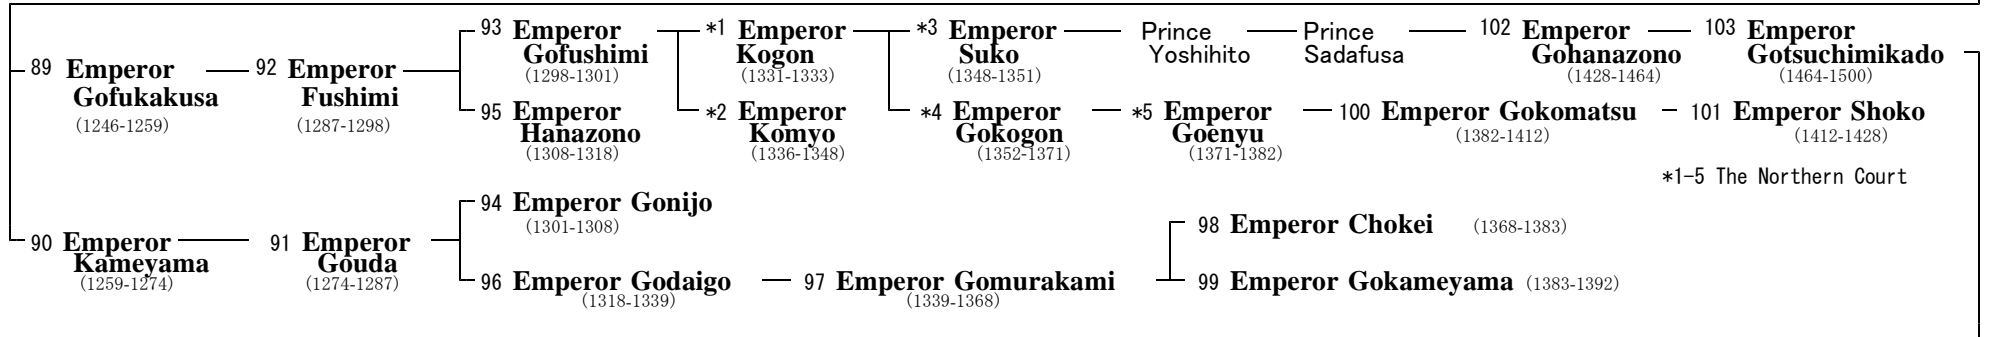 93 Emperor Gofushimi (1298-1301)
*1 Emperor Kogon (1331-1333)
*3 Emperor Suko (1348-1351)
Prince Yoshihito
Prince Sadafusa
102 Emperor Gohanazono (1428-1464)
103 Emperor Gotsuchimikado (1464-1500)
89 Emperor Gofukakusa (1246-1259)
92 Emperor Fushimi (1287-1298)
95 Emperor Hanazono (1308-1318)
*2 Emperor Komyo (1336-1348)
*4 Emperor Gokogon (1352-1371)
*5 Emperor Goenyu (1371-1382)
100 Emperor Gokomatsu (1382-1412)
101 Emperor Shoko (1412-1428)
*1-5 The Northern Court
94 Emperor Gonijo (1301-1308)
90 Emperor Kameyama (1259-1274)
91 Emperor Gouda (1274-1287)
96 Emperor Godaigo (1318-1339)
97 Emperor Gomurakami (1339-1368)
98 Emperor Chokei (1368-1383)
99 Emperor Gokameyama (1383-1392)